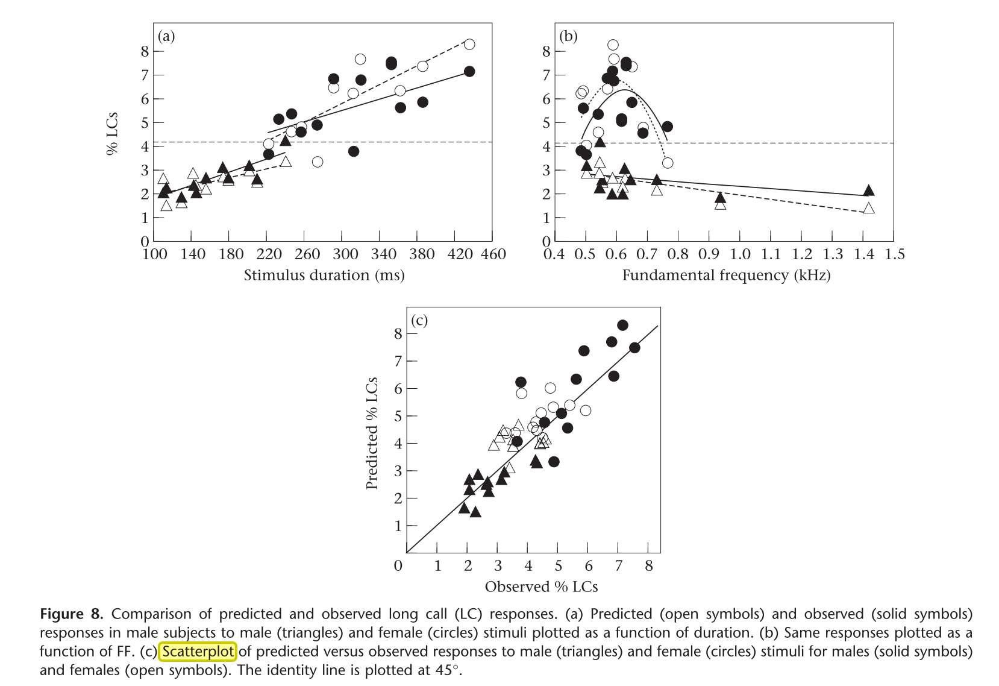 (a)
8
7
6
5
4
3
2
1
0
% LCs
100 140 180 220 260 300 340 380 420 460
Stimulus duration (ms)
(b)
8
7
6
5
4
3
2
1
0
0.4 0.5 0.6 0.7 0.8 0.9 1.0 1.1 1.2 1.3 1.4 1.5
Fundamental frequency (kHz)
(c)
8
7
6
5
4
3
2
1
Predicted % LCs
0 1 2 3 4 5 6 7 8
Observed % LCs
Figure 8. Comparison of predicted and observed long call (LC) responses. (a) Predicted (open symbols) and observed (solid symbols)
responses in male subjects to male (triangles) and female (circles) stimuli plotted as a function of duration. (b) Same responses plotted as a
function of FF. (c) Scatterplot of predicted versus observed responses to male (triangles) and female (circles) stimuli for males (solid symbols)
and females (open symbols). The identity line is plotted at 45°.